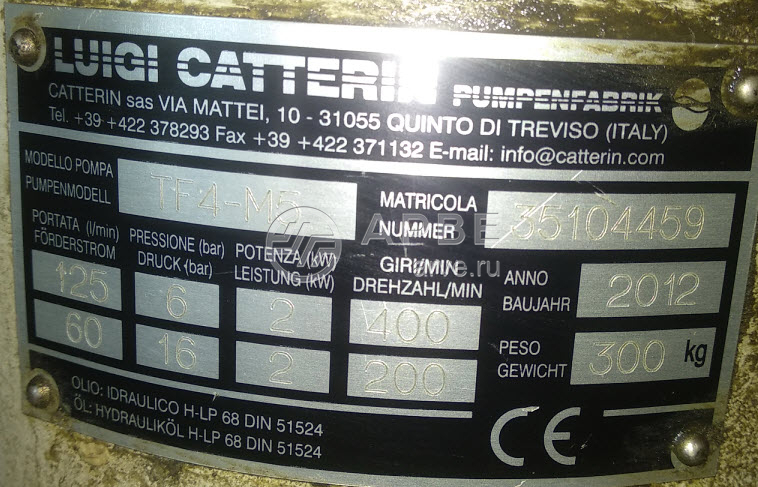 LUIGI CATTERIN PUMPENFABRIK
CATTERIN sas VIA MATTEI, 10 - 31055 QUINTO DI TREVISO (ITALY)
Tel. +39 +422 378293 Fax +39 +422 371132 E-mail: info@catterin.com
MODELLO POMPA
PUMPENMODELL
TF4-M5
MATRICOLA
NUMMER
35104459
PORTATA (l/min)
FÖRDERSTROM
PRESSIONE (bar)
DRUCK (bar)
POTENZA (kW)
LEISTUNG (kW)
GIRI/MIN
DREHZAHL/MIN
ANNO
BAUJAHR
2012
125 6 2 400
60 16 2 200
PESO
GEWICHT
300 kg
OLIO: IDRAULICO H-LP 68 DIN 51524
ÖL: HYDRAULIKÖL H-LP 68 DIN 51524
CE